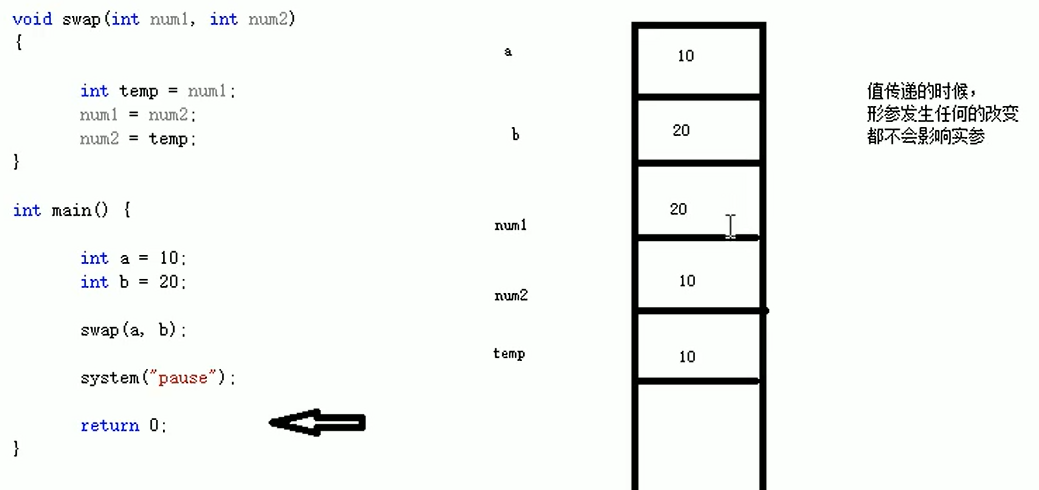 void swap(int num1, int num2)
{
int temp = num1;
num1 = num2;
num2 = temp;
}
int main() {
int a = 10;
int b = 20;
swap(a, b);
system("pause");
return 0;
}
a
10
b
20
num1
20
num2
10
temp
10
值传递的时候，
形参发生任何的改变
都不会影响实参